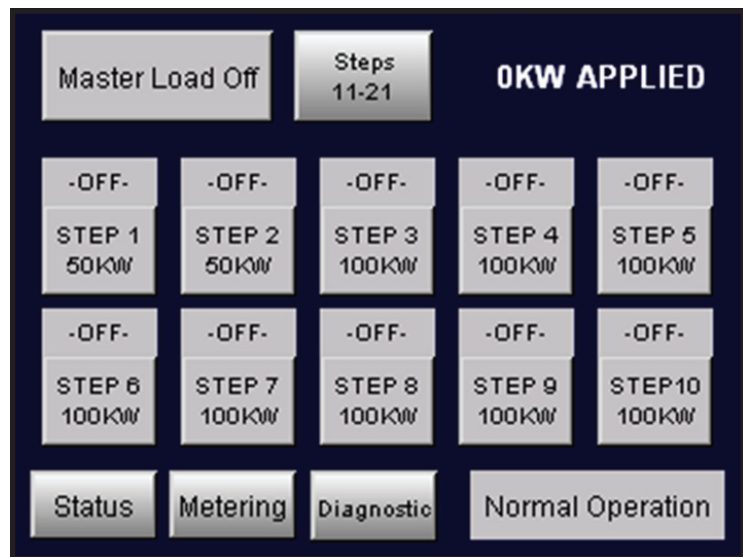 Master Load Off
Steps
11-21
0KW APPLIED
-OFF- -OFF- -OFF- -OFF- -OFF-
STEP 1 STEP 2 STEP 3 STEP 4 STEP 5
50KW 50KW 100KW 100KW 100KW
-OFF- -OFF- -OFF- -OFF- -OFF-
STEP 6 STEP 7 STEP 8 STEP 9 STEP10
100KW 100KW 100KW 100KW 100KW
Status Metering Diagnostic Normal Operation